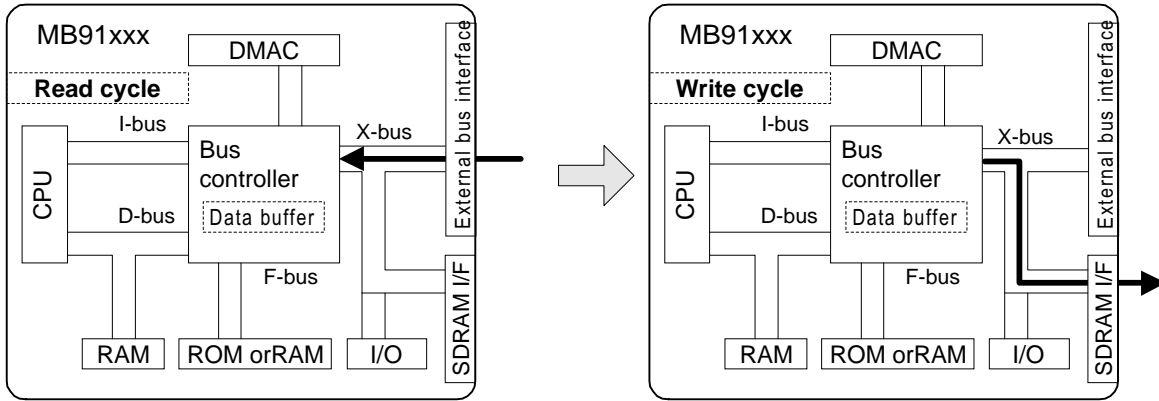 MB91xxx
DMAC
Read cycle
I-bus
X-bus
External bus interface
CPU
Bus
controller
Data buffer
D-bus
F-bus
SDRAM I/F
RAM
ROM orRAM
I/O
MB91xxx
DMAC
Write cycle
I-bus
X-bus
External bus interface
CPU
Bus
controller
Data buffer
D-bus
F-bus
SDRAM I/F
RAM
ROM orRAM
I/O